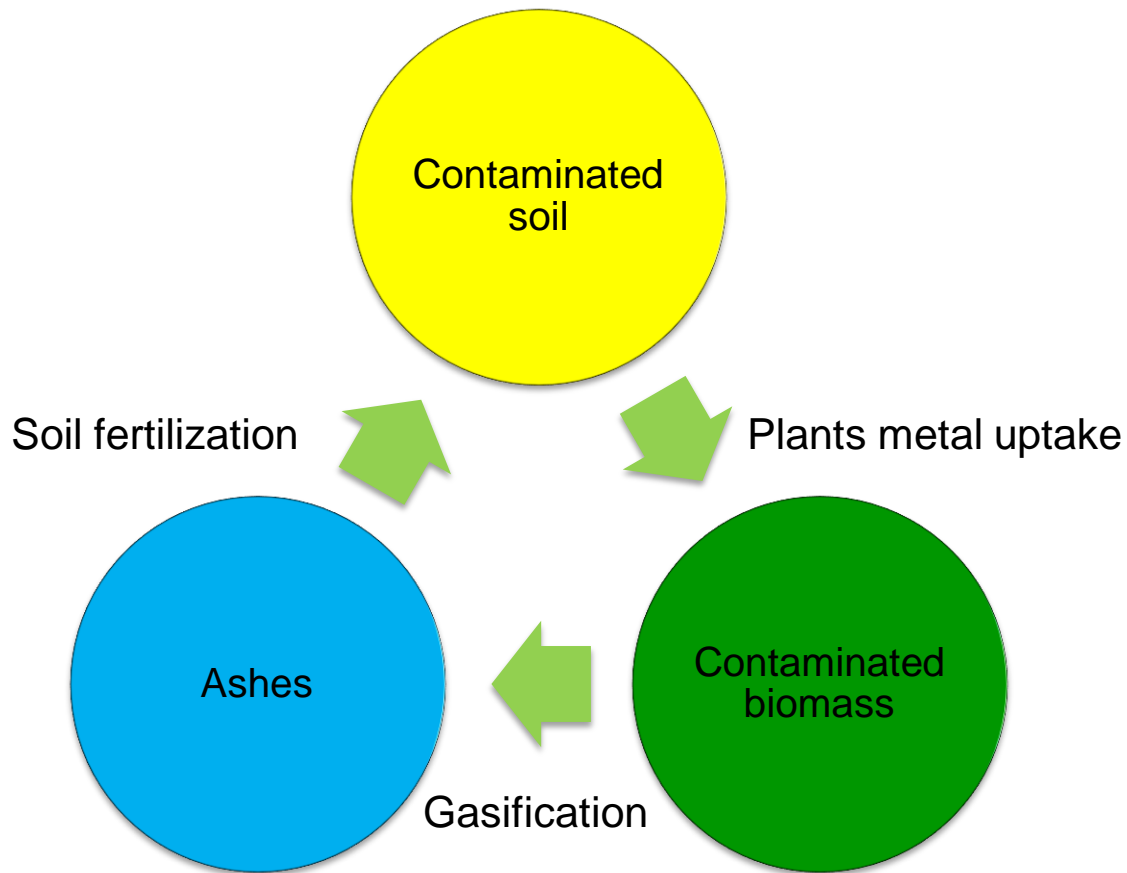 Contaminated
soil
Soil fertilization
Plants metal uptake
Ashes
Contaminated
biomass
Gasification